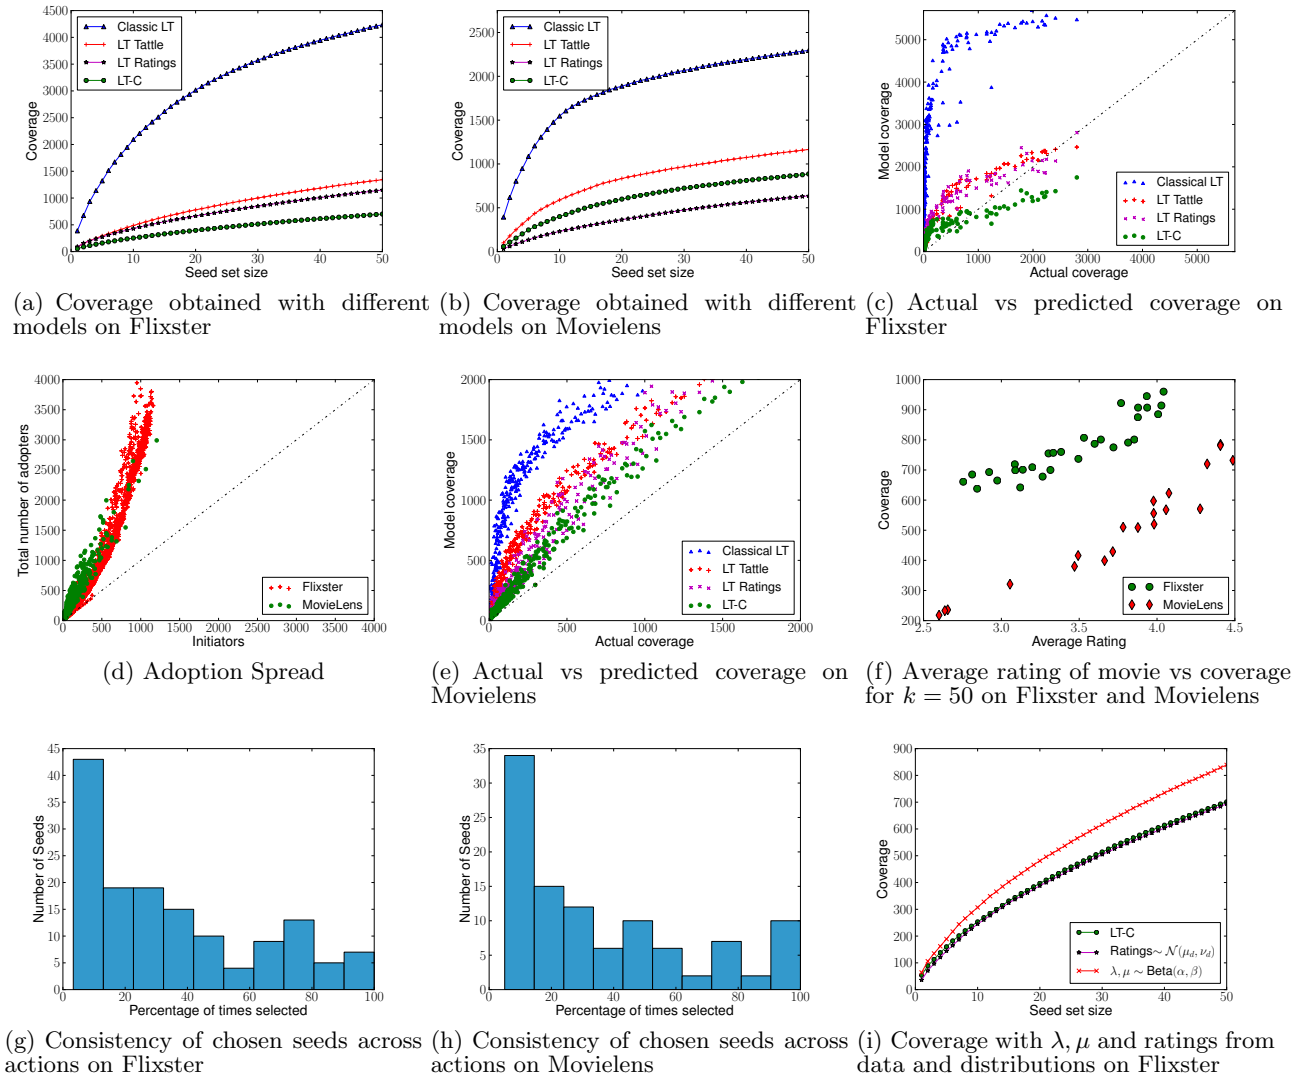 4500
4000
3500
3000
2500
2000
1500
1000
500
0
Coverage
Classic LT
LT Tattle
LT Ratings
LT-C
0 10 20 30 40 50
Seed set size
(a) Coverage obtained with different
models on Flixster
2500
2000
1500
1000
500
0
Coverage
Classic LT
LT Tattle
LT Ratings
LT-C
0 10 20 30 40 50
Seed set size
(b) Coverage obtained with different
models on Movielens
5000
4000
3000
2000
1000
0
Model coverage
Classical LT
LT Tattle
LT Ratings
LT-C
0 1000 2000 3000 4000 5000
Actual coverage
(c) Actual vs predicted coverage on
Flixster
4000
3500
3000
2500
2000
1500
1000
500
0
Total number of adopters
Flixster
MovieLens
0 500 1000 1500 2000 2500 3000 3500 4000
Initiators
(d) Adoption Spread
2000
1500
1000
500
0
Model coverage
Classical LT
LT Tattle
LT Ratings
LT-C
0 500 1000 1500 2000
Actual coverage
(e) Actual vs predicted coverage on
Movielens
1000
900
800
700
600
500
400
300
200
Coverage
Flixster
MovieLens
2.5 3.0 3.5 4.0 4.5
Average Rating
(f) Average rating of movie vs coverage
for k = 50 on Flixster and Movielens
45
40
35
30
25
20
15
10
5
0
Number of Seeds
0 20 40 60 80 100
Percentage of times selected
(g) Consistency of chosen seeds across
actions on Flixster
35
30
25
20
15
10
5
0
Number of Seeds
0 20 40 60 80 100
Percentage of times selected
(h) Consistency of chosen seeds across
actions on Movielens
900
800
700
600
500
400
300
200
100
0
Coverage
LT-C
Ratings~ 𝒩(μ_d, ν_d)
λ, μ ~ Beta(α, β)
0 10 20 30 40 50
Seed set size
(i) Coverage with λ, μ and ratings from
data and distributions on Flixster